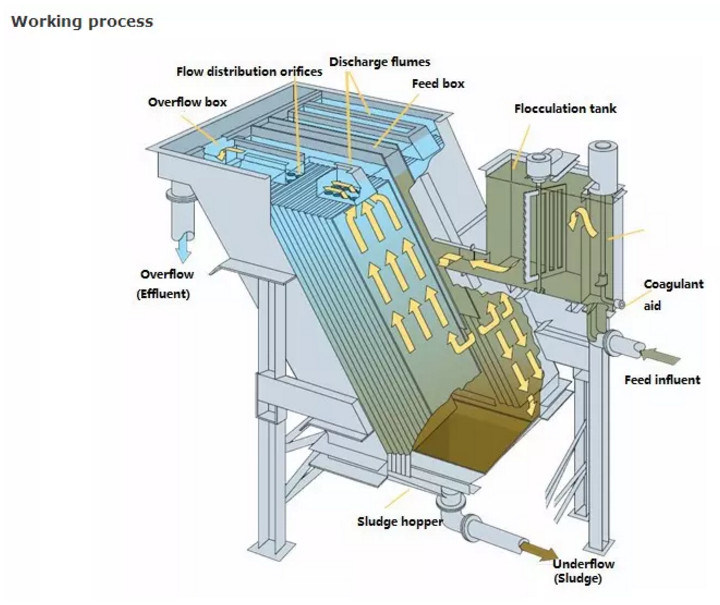 Working process
Discharge flumes
Flow distribution orifices
Feed box
Overflow box
Flocculation tank
Overflow
(Effluent)
Coagulant
aid
Feed influent
Sludge hopper
Underflow
(Sludge)